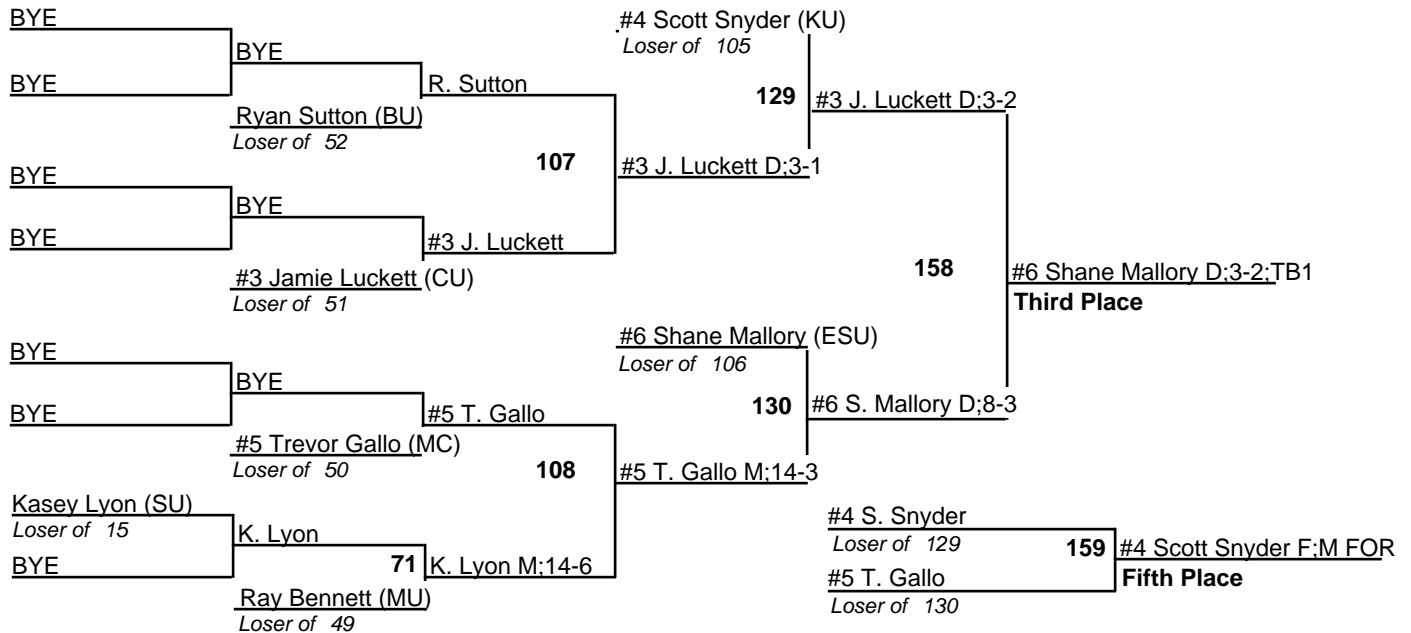 BYE
BYE
BYE
Ryan Sutton (BU)
Loser of 52
R. Sutton
107
BYE
BYE
BYE
#3 Jamie Luckett (CU)
Loser of 51
#3 J. Luckett
#3 J. Luckett D;3-1
#4 Scott Snyder (KU)
Loser of 105
129
#3 J. Luckett D;3-2
158
#6 Shane Mallory D;3-2;TB1
Third Place
BYE
BYE
BYE
#5 Trevor Gallo (MC)
Loser of 50
#5 T. Gallo
108
Kasey Lyon (SU)
Loser of 15
BYE
K. Lyon
71
Ray Bennett (MU)
Loser of 49
K. Lyon M;14-6
#5 T. Gallo M;14-3
#6 Shane Mallory (ESU)
Loser of 106
130
#6 S. Mallory D;8-3
#4 S. Snyder
Loser of 129
159
#5 T. Gallo
Loser of 130
#4 Scott Snyder F;M FOR
Fifth Place